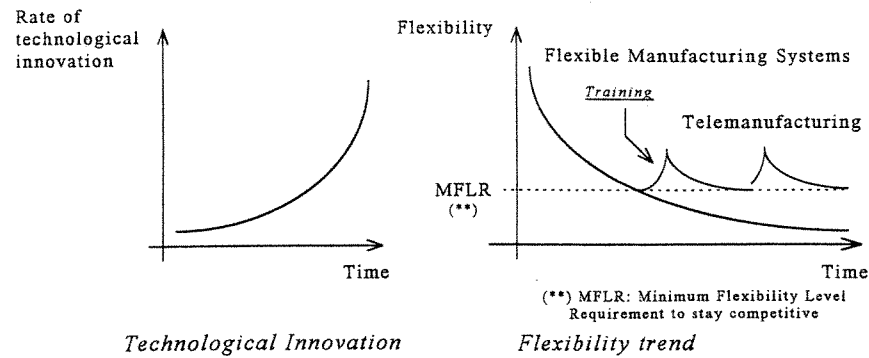 Rate of
technological
innovation
Time
Technological Innovation
Flexibility
Flexible Manufacturing Systems
Training
Telemanufacturing
MFLR
(**)
Time
(**) MFLR: Minimum Flexibility Level
Requirement to stay competitive
Flexibility trend